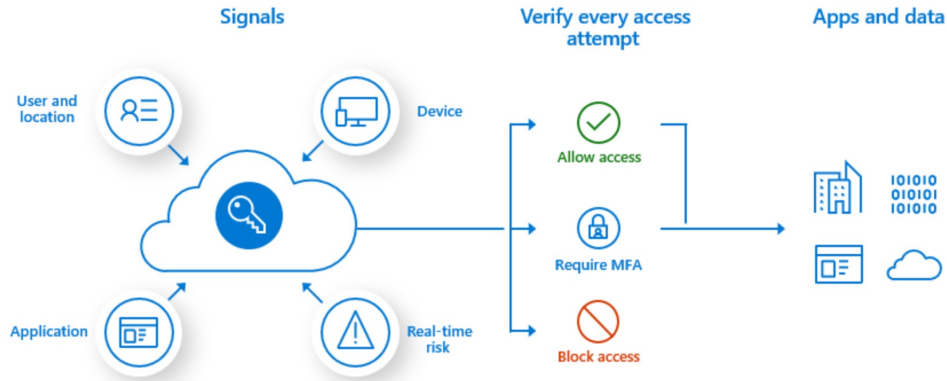 Signals
Verify every access
attempt
Apps and data
User and
location
Device
Allow access
101010
010101
101010
Require MFA
Application
Real-time
risk
Block access